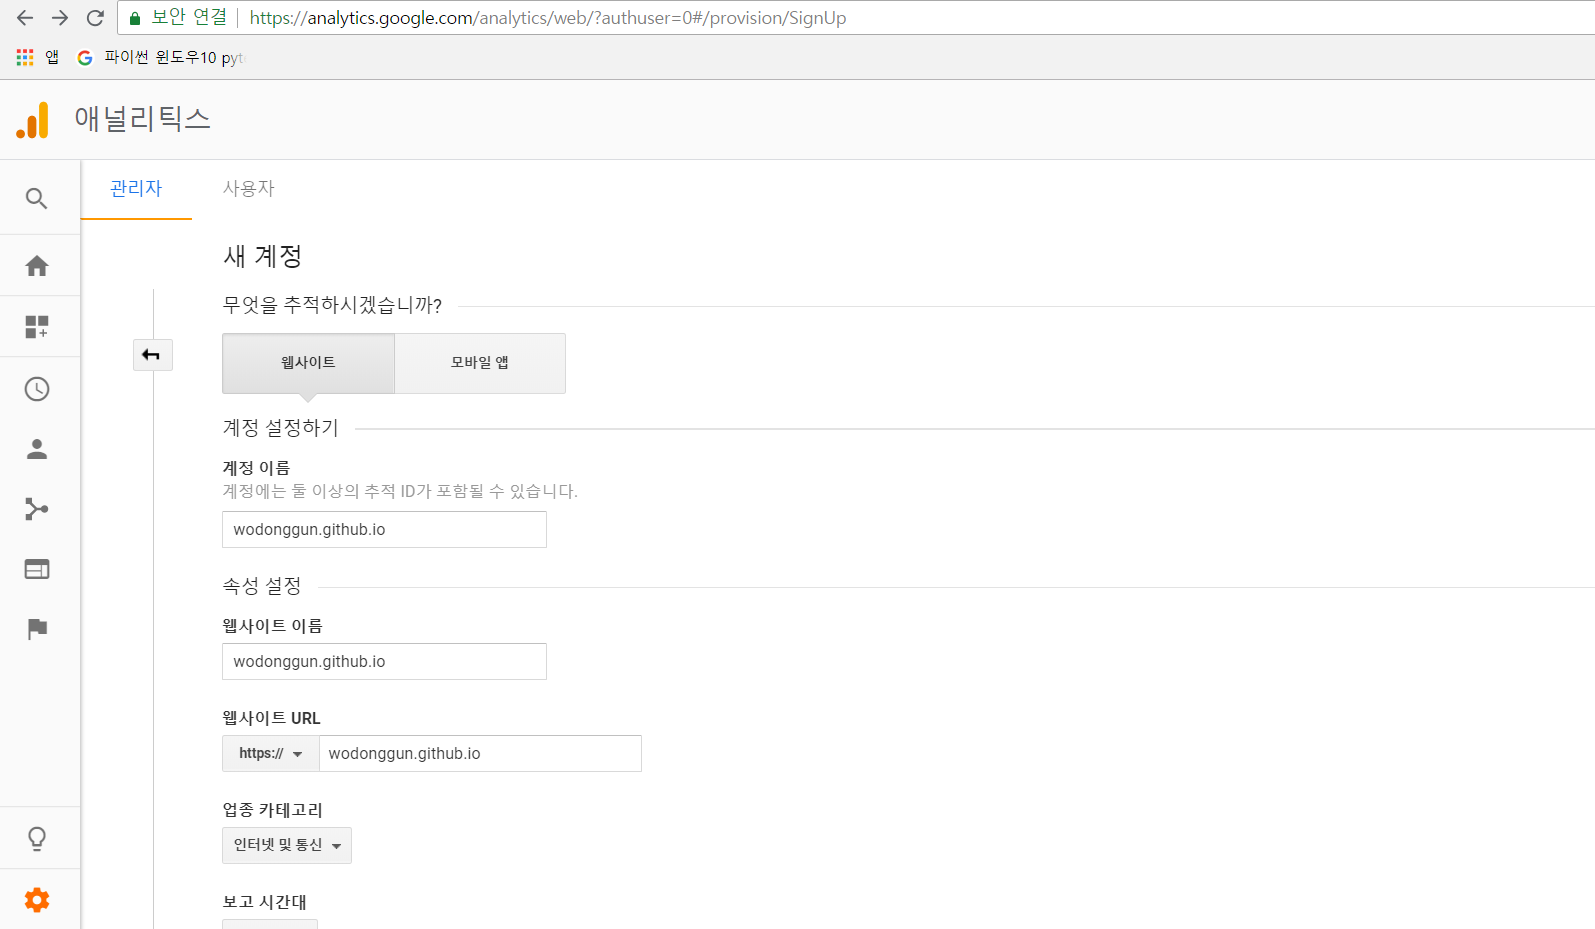 보안 연결 https://analytics.google.com/analytics/web/?authuser=0#/provision/SignUp
앱 파이썬 윈도우10 pyt
애널리틱스
관리자 사용자
새 계정
무엇을 추적하시겠습니까?
웹사이트 모바일 앱
계정 설정하기
계정 이름
계정에는 둘 이상의 추적 ID가 포함될 수 있습니다.
wodonggun.github.io
속성 설정
웹사이트 이름
wodonggun.github.io
웹사이트 URL
https:// wodonggun.github.io
업종 카테고리
인터넷 및 통신
보고 시간대